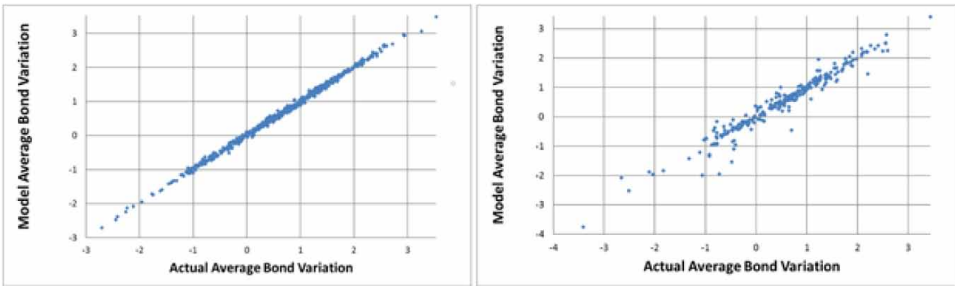 Model Average Bond Variation
3
2
1
0
-1
-2
-3
-3 -2 -1 0 1 2 3
Actual Average Bond Variation
Model Average Bond Variation
3
2
1
0
-1
-2
-3
-4
-4 -3 -2 -1 0 1 2 3
Actual Average Bond Variation